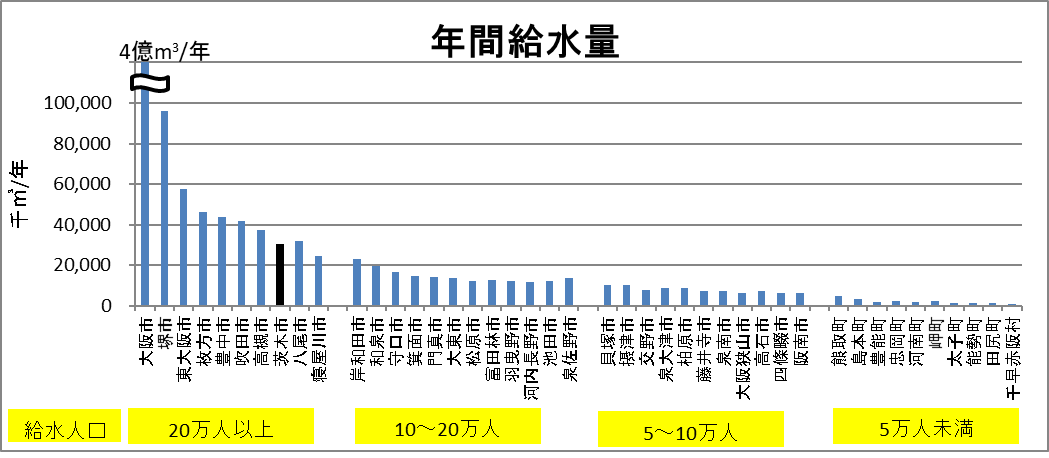 年間給水量
4億m³/年
千㎥/年
100,000
80,000
60,000
40,000
20,000
0
大阪市
堺市
東大阪市
枚方市
豊中市
吹田市
高槻市
茨木市
八尾市
寝屋川市
岸和田市
和泉市
守口市
箕面市
門真市
大東市
松原市
富田林市
羽曳野市
河内長野市
池田市
泉佐野市
貝塚市
摂津市
交野市
泉大津市
柏原市
藤井寺市
泉南市
大阪狭山市
高石市
四條畷市
阪南市
熊取町
島本町
豊能町
忠岡町
河南町
岬町
太子町
能勢町
田尻町
千早赤阪村
給水人口
20万人以上
10～20万人
5～10万人
5万人未満